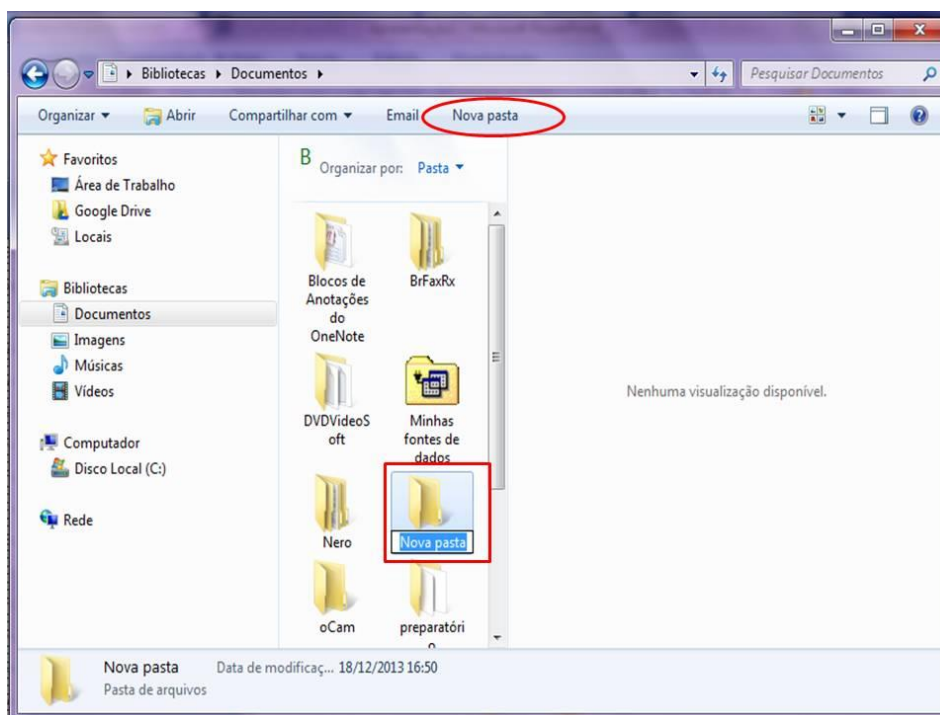 Bibliotecas ▸ Documentos ▸
Pesquisar Documentos
Organizar
Abrir
Compartilhar com
Email
Nova pasta
Favoritos
Área de Trabalho
Google Drive
Locais
Bibliotecas
Documentos
Imagens
Músicas
Vídeos
Computador
Disco Local (C:)
Rede
B
Organizar por: Pasta
Blocos de
Anotações
do
OneNote
BrFaxRx
DVDVideoS
oft
Minhas
fontes de
dados
Nero
Nova pasta
oCam
preparatóri
o
Nenhuma visualização disponível.
Nova pasta
Data de modificaç... 18/12/2013 16:50
Pasta de arquivos